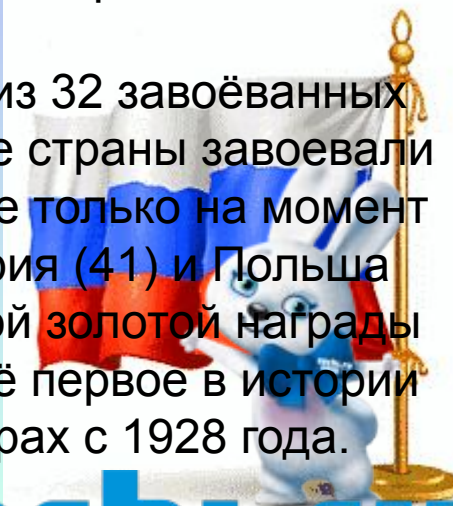 из 32 завоёванных
е страны завоевали
е только на момент
рия (41) и Польша
ой золотой награды
ё первое в истории
рах с 1928 года.